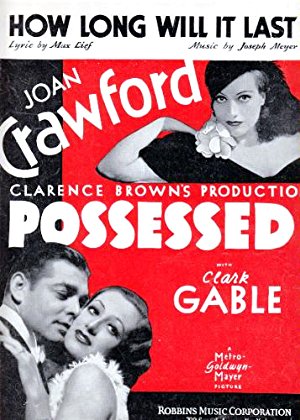 HOW LONG WILL IT LAST
Lyric by Max Lief Music by Joseph Meyer
JOAN
Crawford
CLARENCE BROWN'S PRODUCTIO
POSSESSED
WITH
Clark
GABLE
A
Metro-
Goldwyn-
Mayer
PICTURE
ROBBINS MUSIC CORPORATION